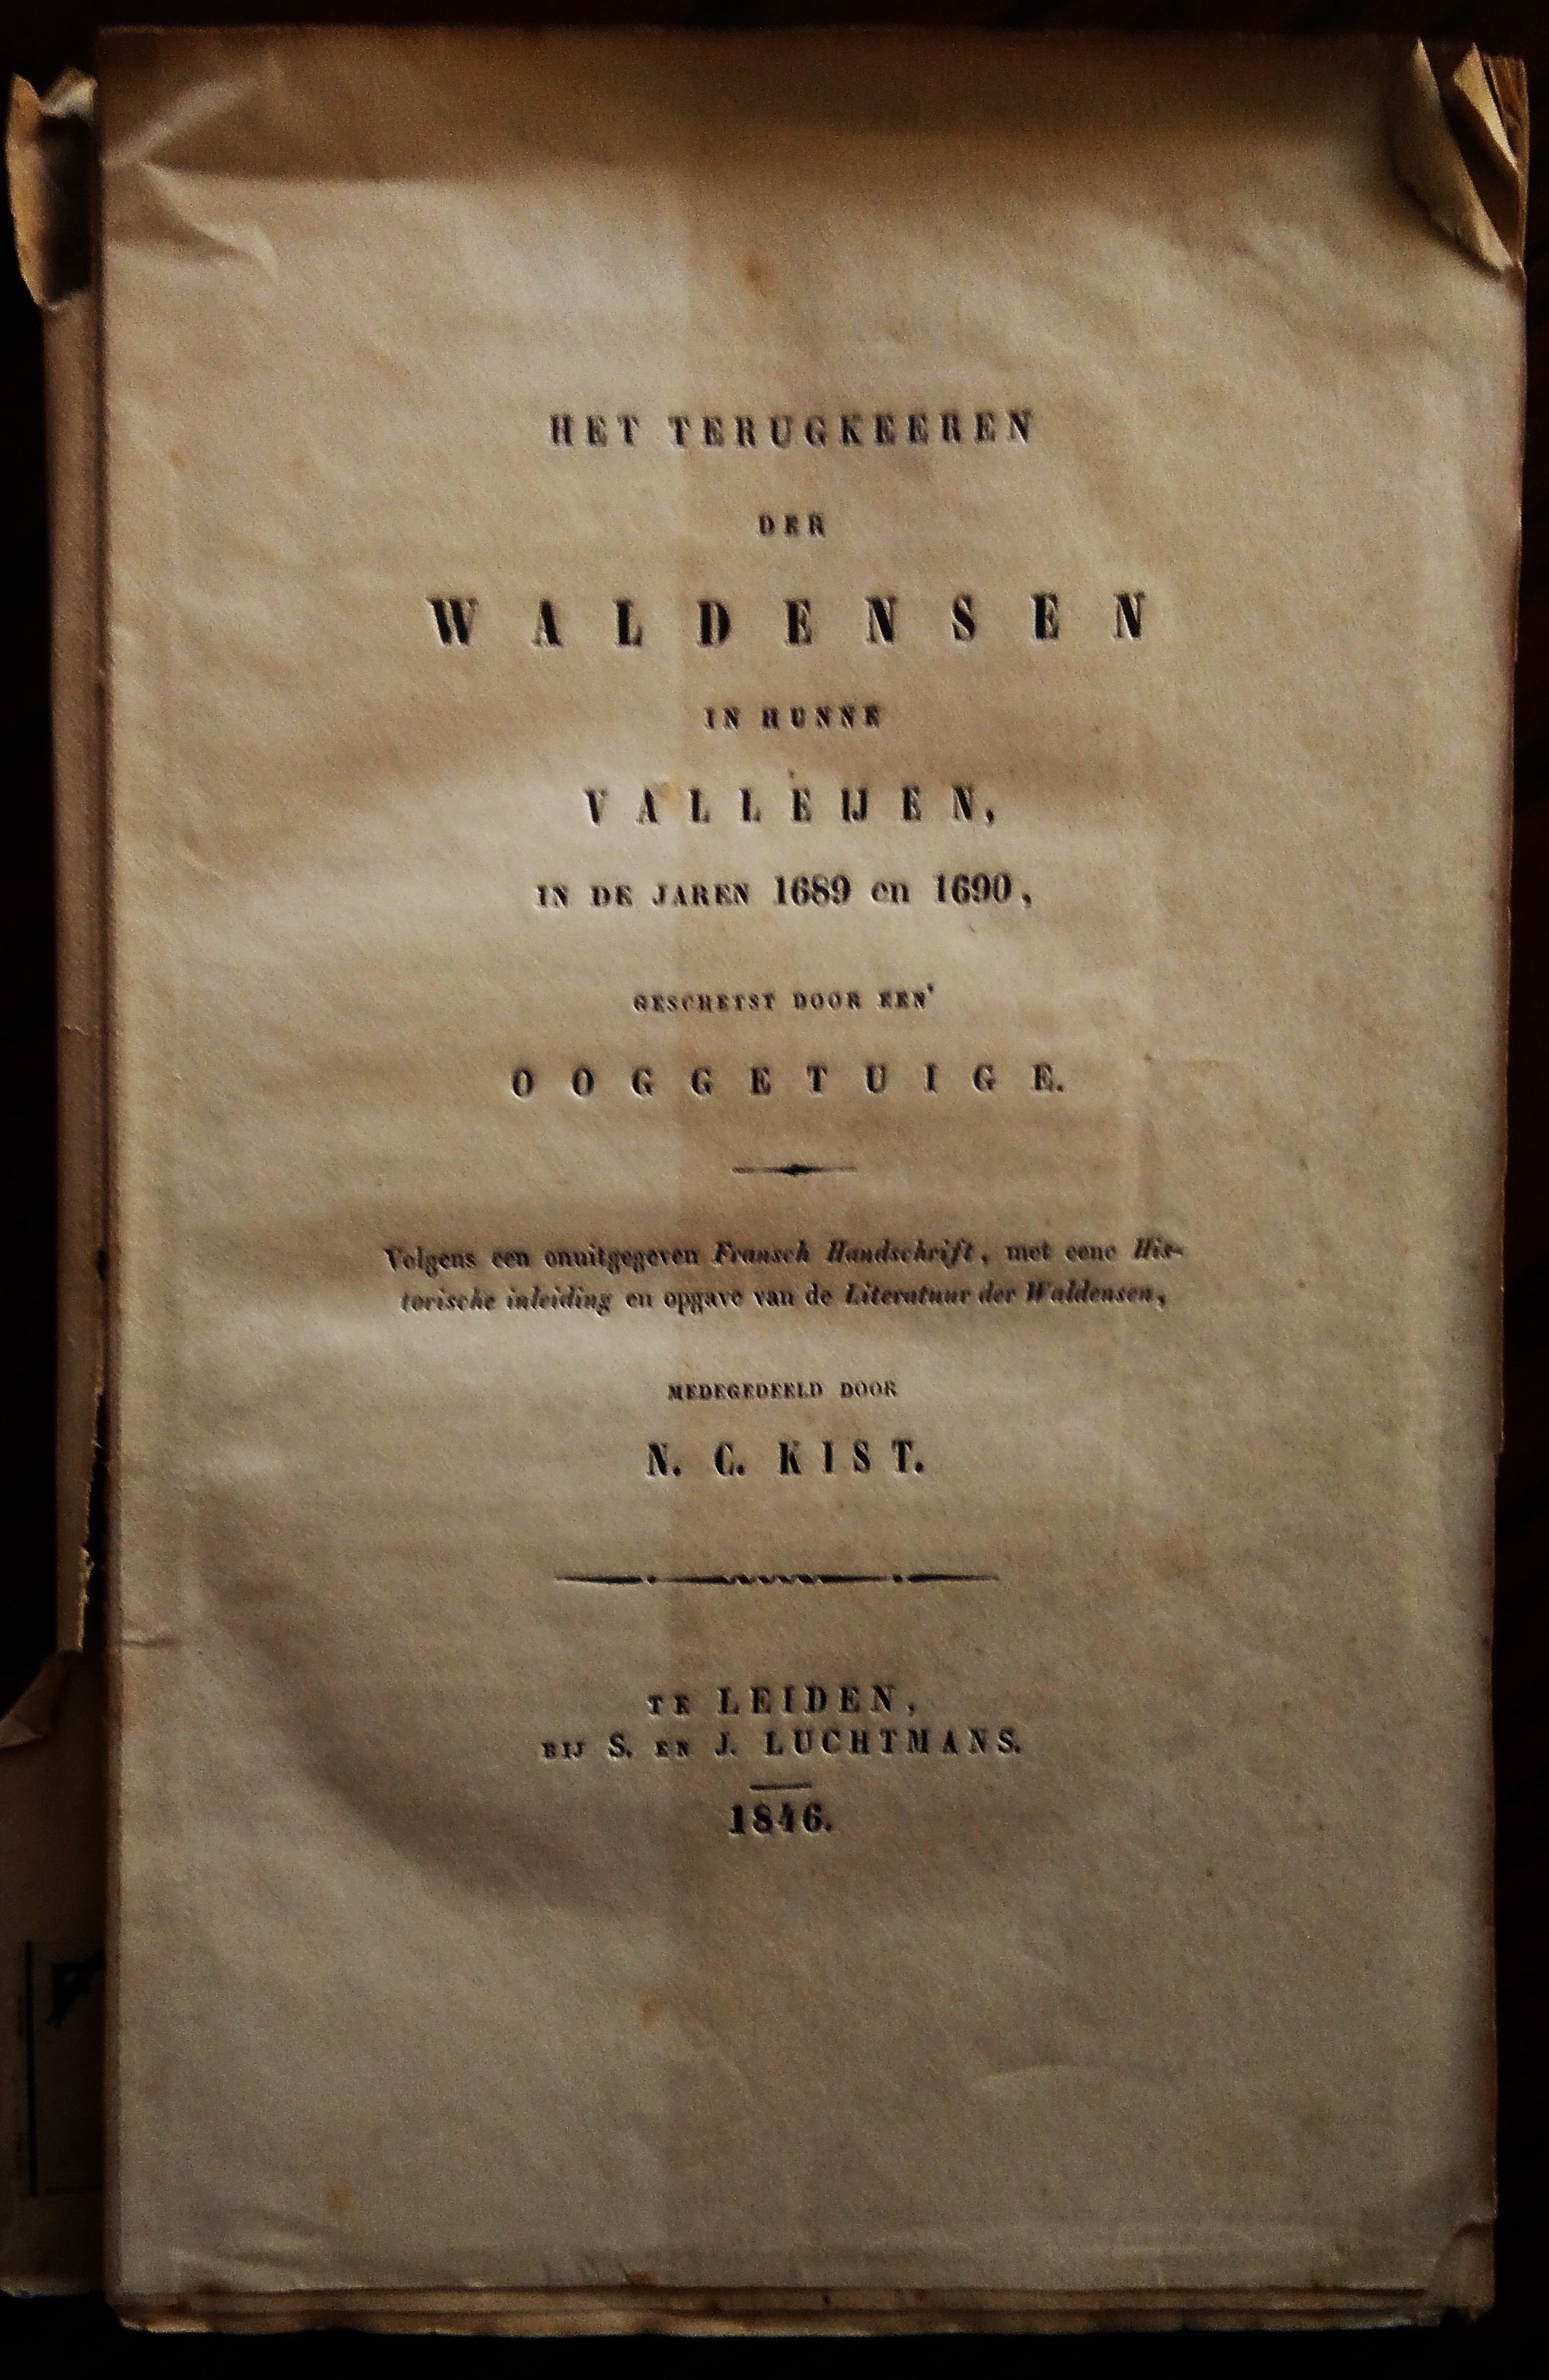 HET TERUGKEEREN
DER
WALDENSEN
IN HUNNE
VALLEIJEN,
IN DE JAREN 1689 en 1690,
GESCHETST DOOR EEN'
OOGGETUIGE.
Volgens een onuitgegeven Fransch Handschrift, met eene His-
torische inleiding en opgave van de Literatuur der Waldensen,
MEDEGEDEELD DOOR
N. C. KIST.
TE LEIDEN,
BIJ S. EN J. LUCHTMANS.
1846.